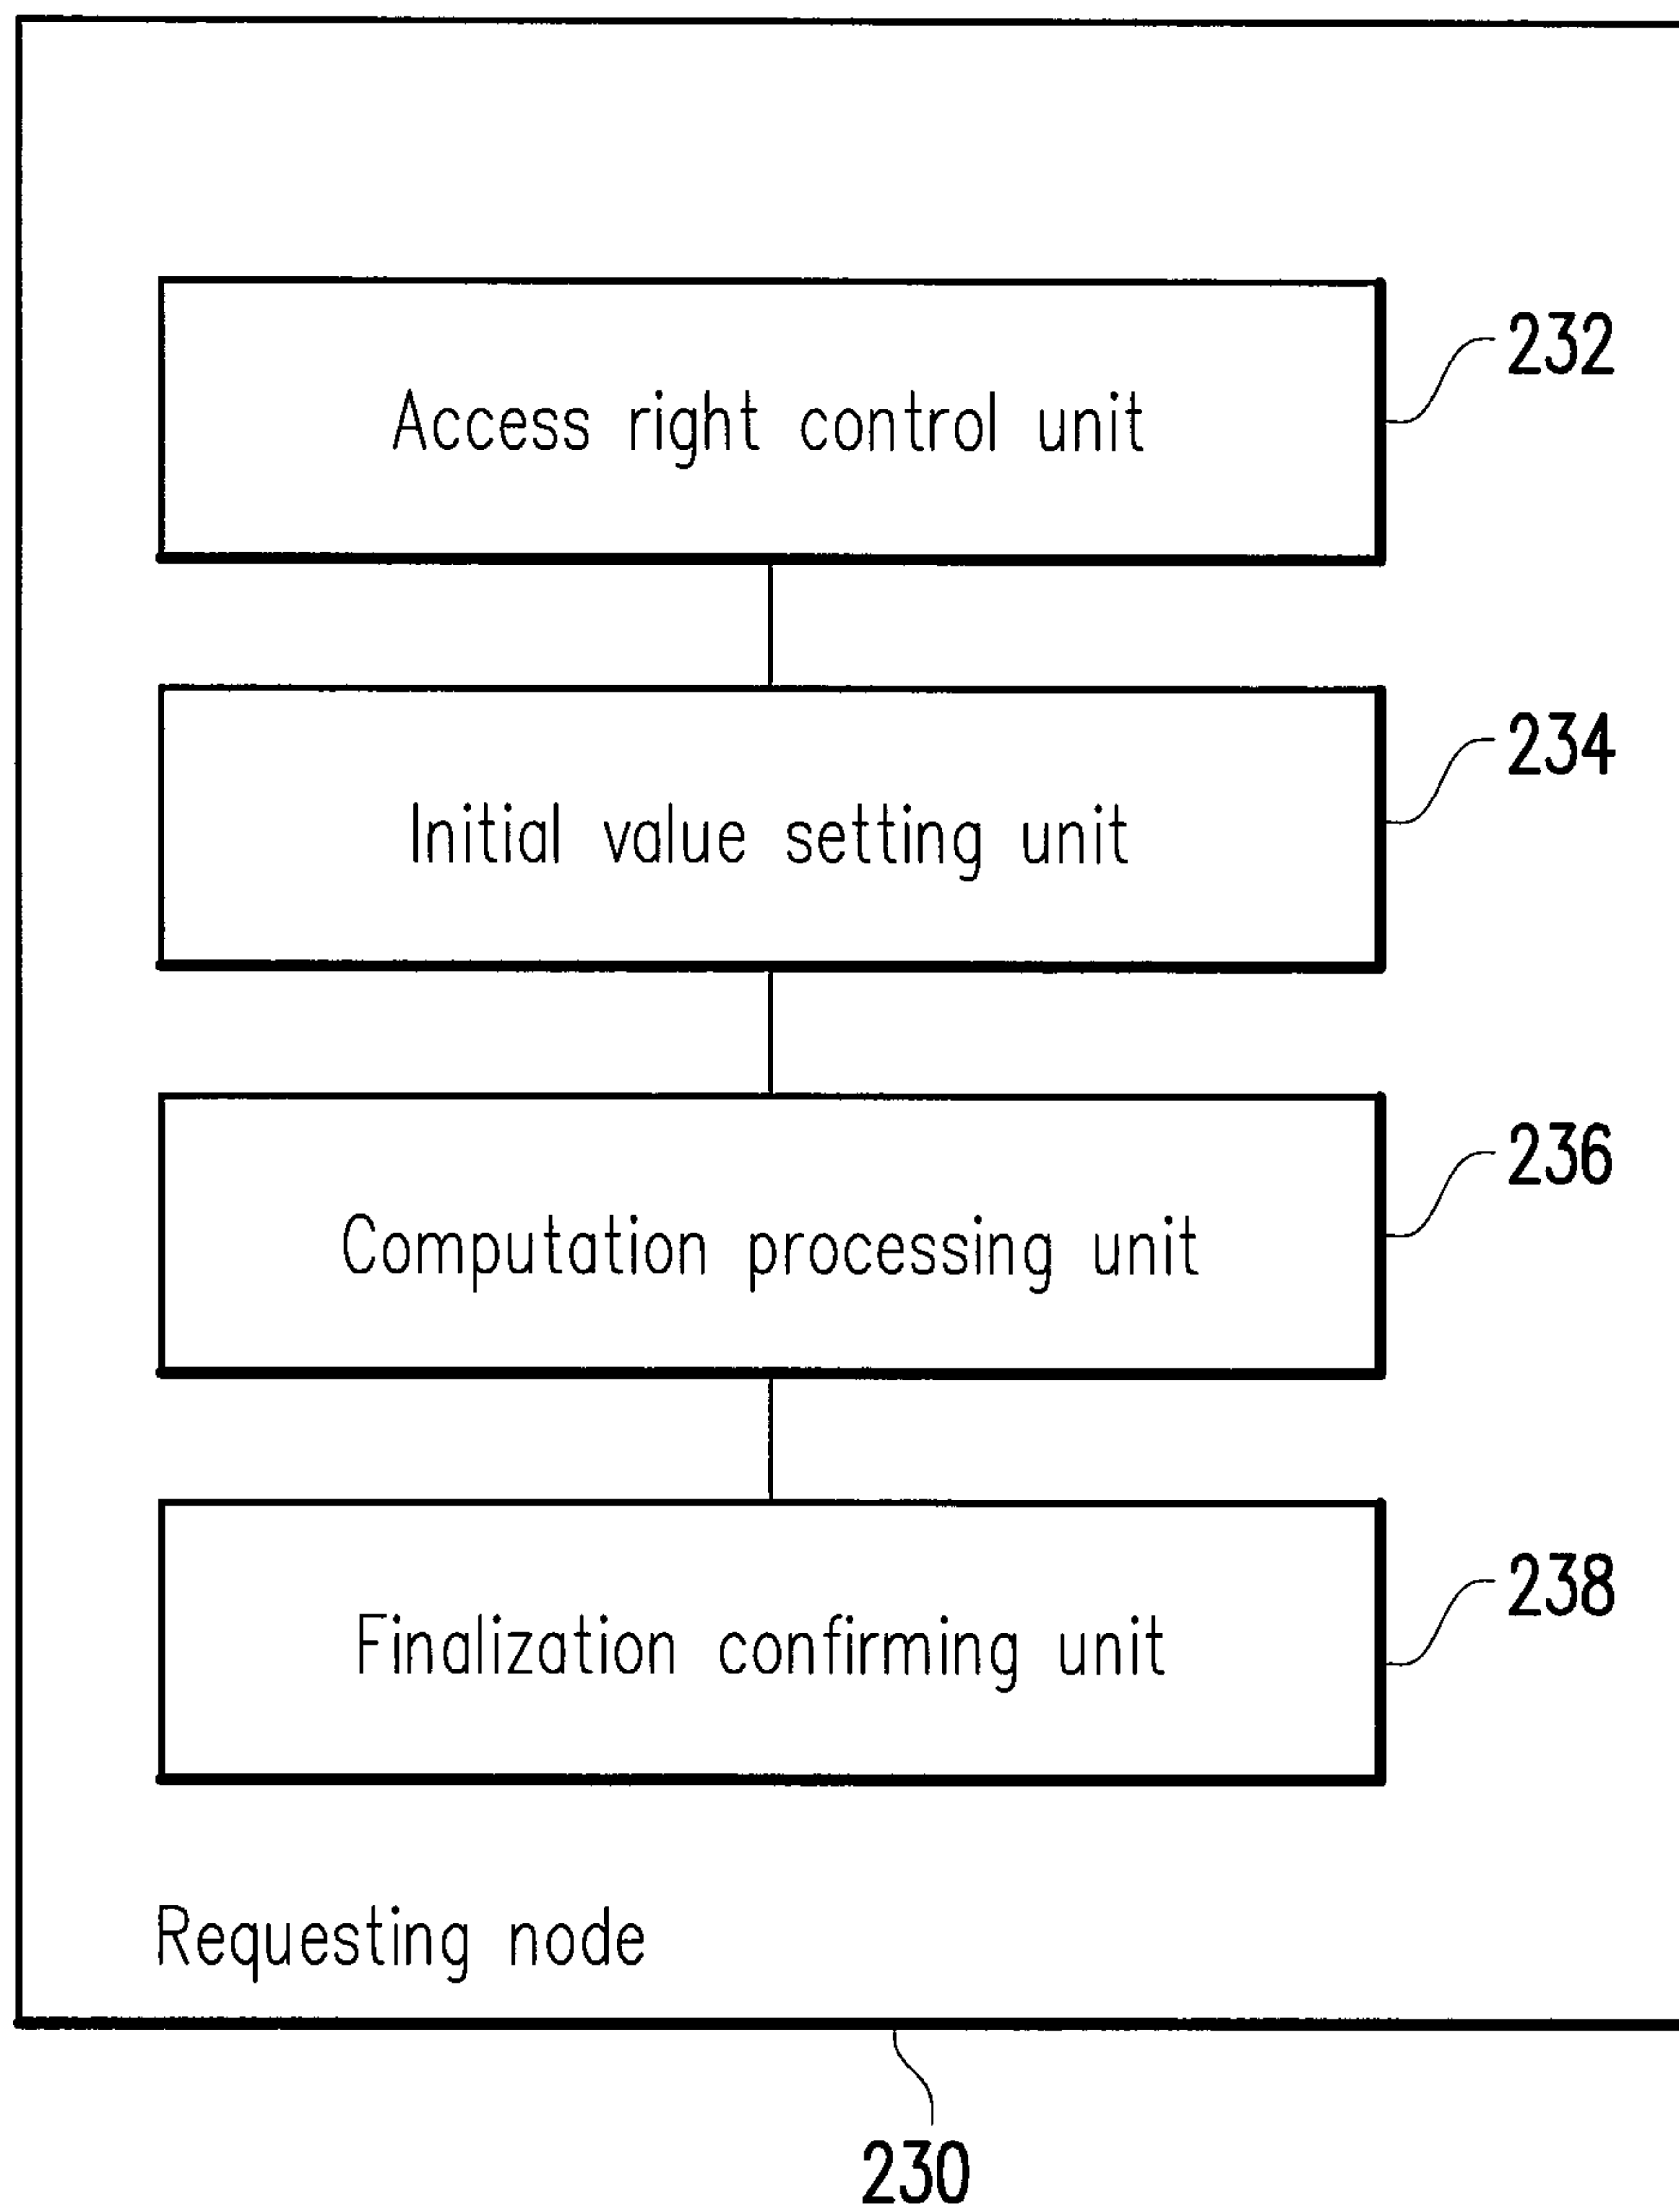 Access right control unit
232
Initial value setting unit
234
Computation processing unit
236
Finalization confirming unit
238
Requesting node
230